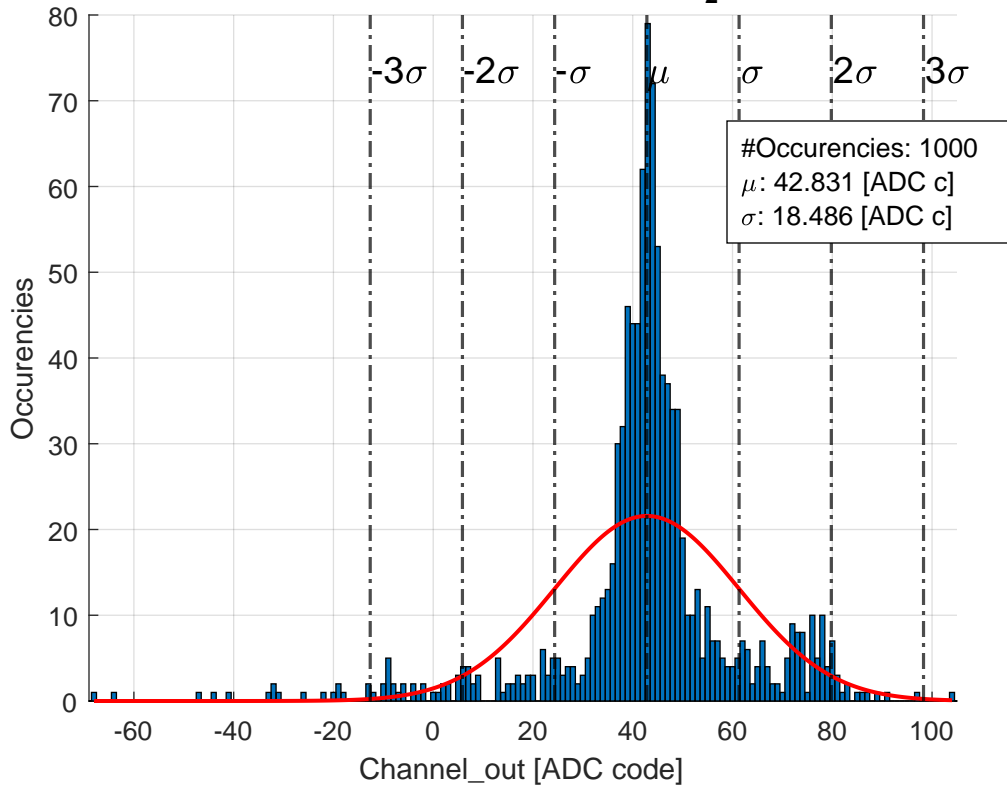 2
80
-3σ -2σ -σ μ σ 2σ 3σ
70
#Occurencies: 1000
μ: 42.831 [ADC c]
σ: 18.486 [ADC c]
60
50
40
30
20
10
0
Occurencies
-60 -40 -20 0 20 40 60 80 100
Channel_out [ADC code]